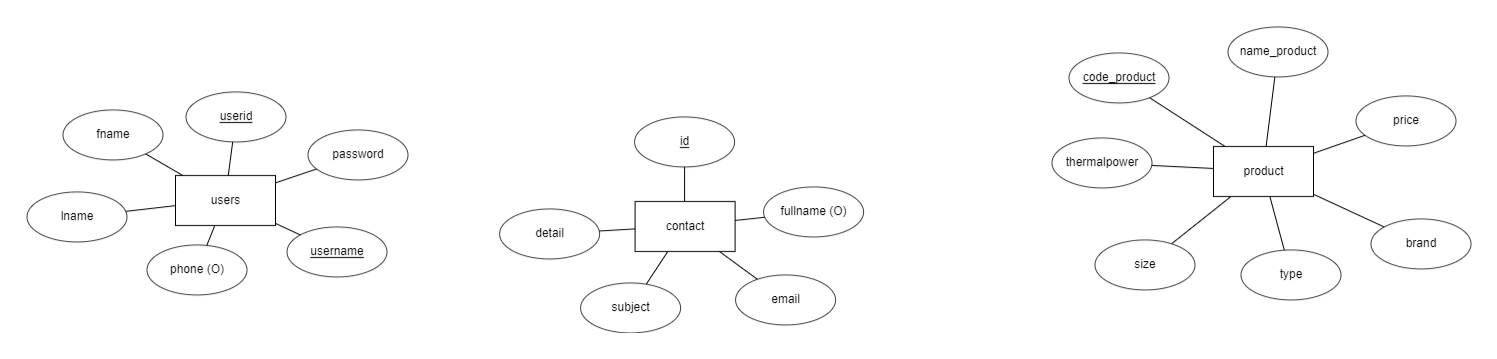 userid
fname
password
users
lname
username
phone (O)
id
fullname (O)
contact
detail
email
subject
name_product
code_product
price
thermalpower
product
brand
size
type